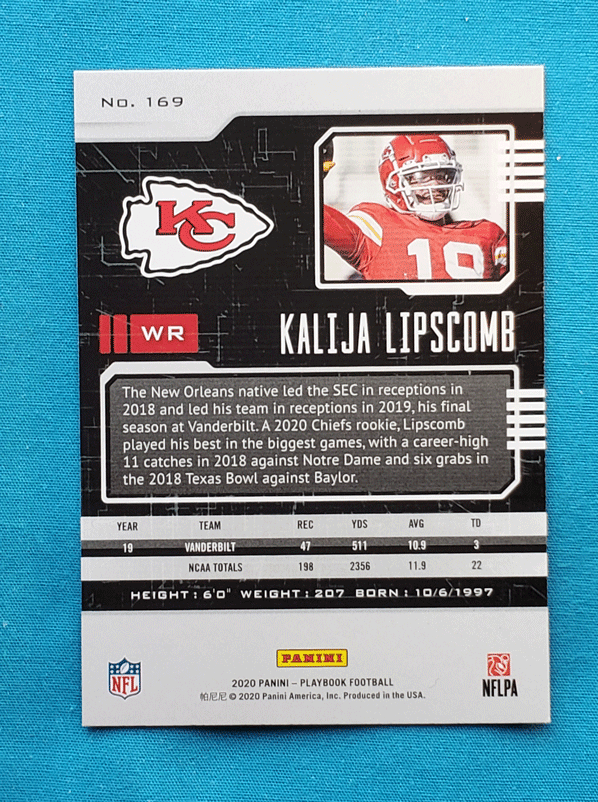 No. 169
KC
19
WR
KALIJA LIPSCOMB
The New Orleans native led the SEC in receptions in
2018 and led his team in receptions in 2019, his final
season at Vanderbilt. A 2020 Chiefs rookie, Lipscomb
played his best in the biggest games, with a career-high
11 catches in 2018 against Notre Dame and six grabs in
the 2018 Texas Bowl against Baylor.
YEAR TEAM REC YDS AVG TD
19 VANDERBILT 47 511 10.9 3
NCAA TOTALS 198 2356 11.9 22
HEIGHT: 6'0" WEIGHT: 207 BORN: 10/6/1997
PANINI
NFL
2020 PANINI – PLAYBOOK FOOTBALL
帕尼尼 © 2020 Panini America, Inc. Produced in the USA.
NFLPA